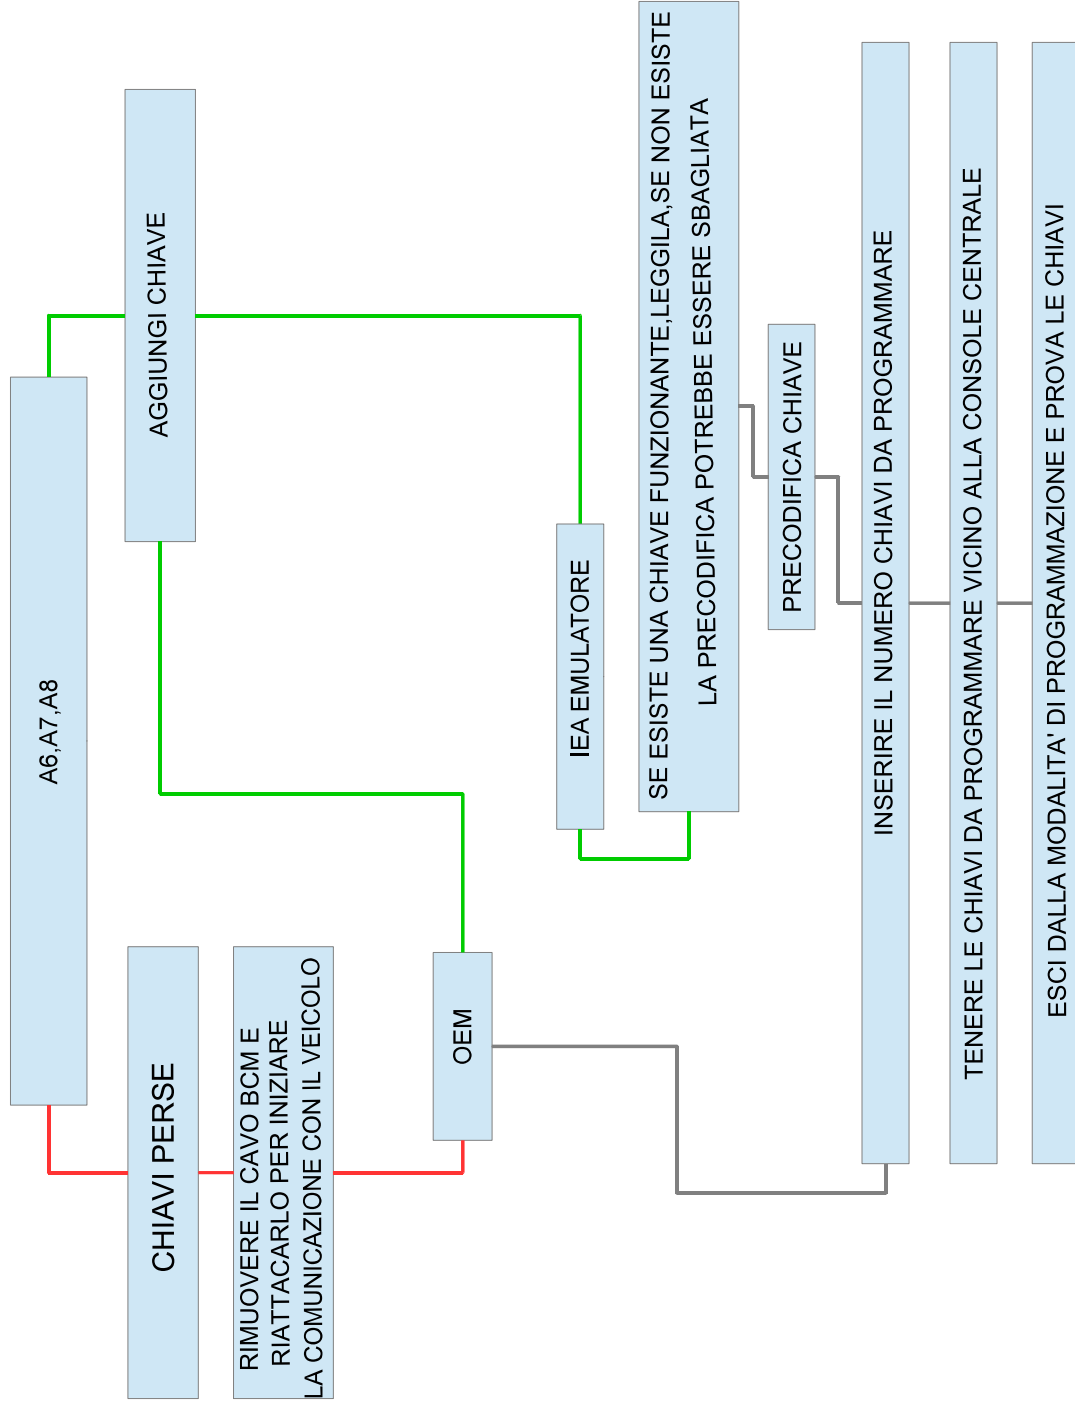 A6,A7,A8
CHIAVI PERSE
AGGIUNGI CHIAVE
RIMUOVERE IL CAVO BCM E
RIATTACARLO PER INIZIARE
LA COMUNICAZIONE CON IL VEICOLO
OEM
IEA EMULATORE
SE ESISTE UNA CHIAVE FUNZIONANTE,LEGGILA,SE NON ESISTE
LA PRECODIFICA POTREBBE ESSERE SBAGLIATA
PRECODIFICA CHIAVE
INSERIRE IL NUMERO CHIAVI DA PROGRAMMARE
TENERE LE CHIAVI DA PROGRAMMARE VICINO ALLA CONSOLE CENTRALE
ESCI DALLA MODALITA' DI PROGRAMMAZIONE E PROVA LE CHIAVI